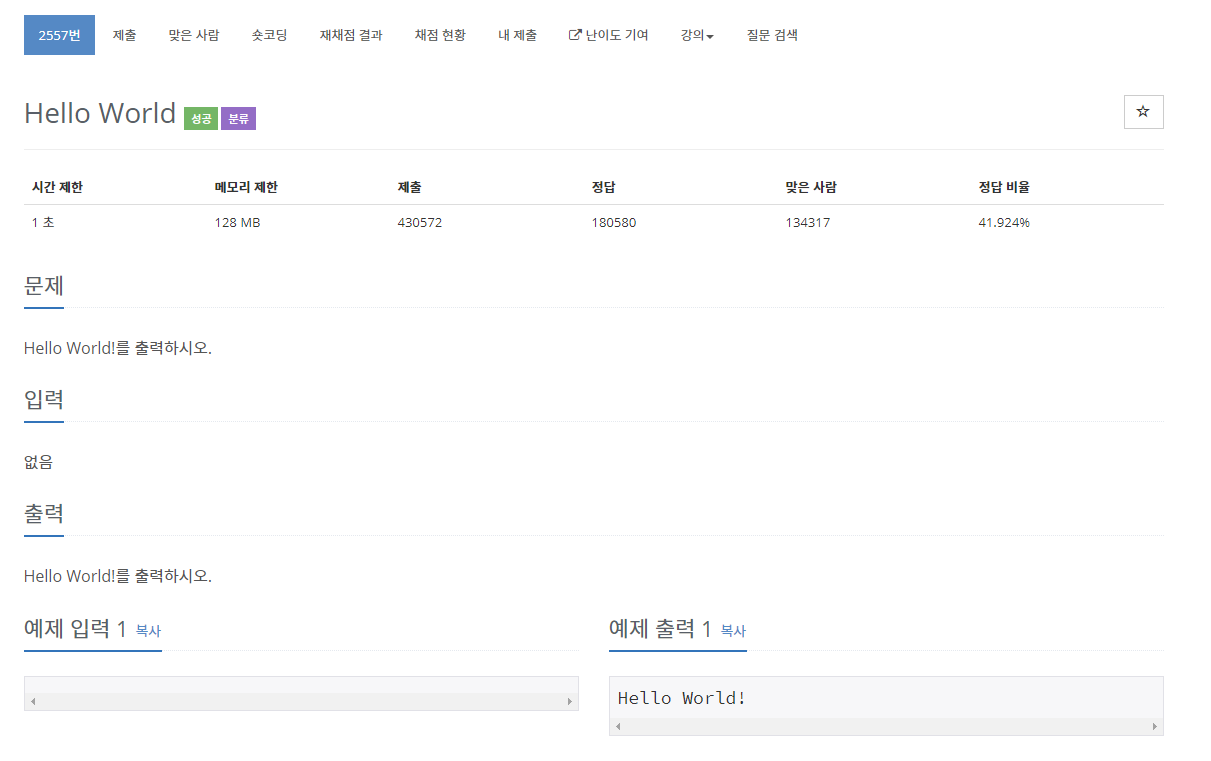 2557번 제출 맞은 사람 숏코딩 재채점 결과 채점 현황 내 제출 난이도 기여 강의 질문 검색
Hello World 성공 분류
시간 제한 메모리 제한 제출 정답 맞은 사람 정답 비율
1 초 128 MB 430572 180580 134317 41.924%
문제
Hello World!를 출력하시오.
입력
없음
출력
Hello World!를 출력하시오.
예제 입력 1 복사
예제 출력 1 복사
Hello World!